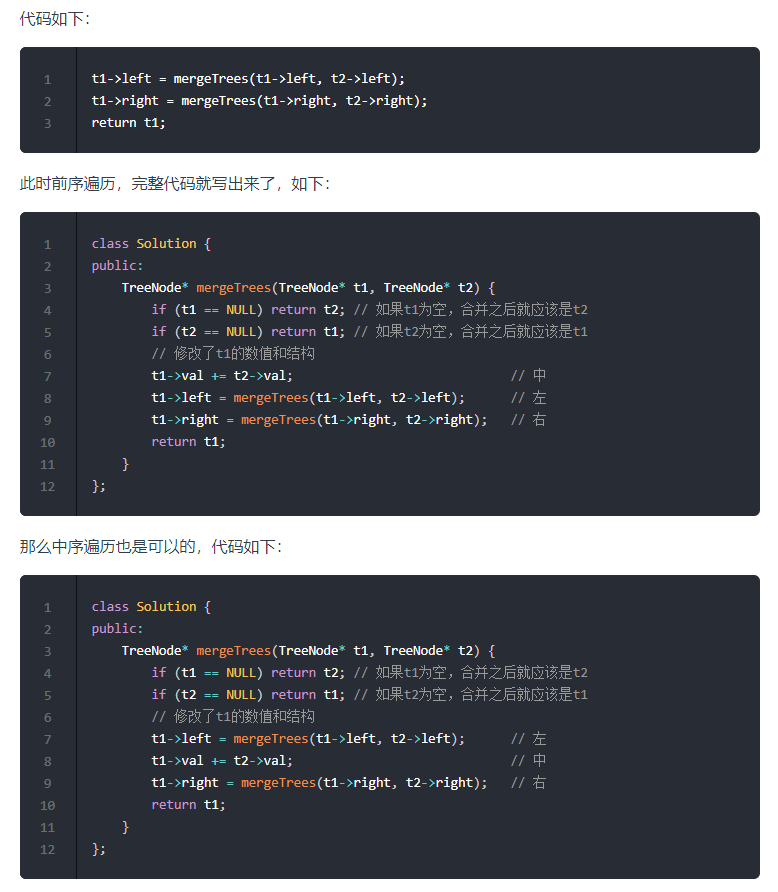 代码如下：
1 t1->left = mergeTrees(t1->left, t2->left);
2 t1->right = mergeTrees(t1->right, t2->right);
3 return t1;
此时前序遍历，完整代码就写出来了，如下：
1 class Solution {
2 public:
3     TreeNode* mergeTrees(TreeNode* t1, TreeNode* t2) {
4         if (t1 == NULL) return t2; // 如果t1为空，合并之后就应该是t2
5         if (t2 == NULL) return t1; // 如果t2为空，合并之后就应该是t1
6         // 修改了t1的数值和结构
7         t1->val += t2->val;                             // 中
8         t1->left = mergeTrees(t1->left, t2->left);      // 左
9         t1->right = mergeTrees(t1->right, t2->right);   // 右
10         return t1;
11     }
12 };
那么中序遍历也是可以的，代码如下：
1 class Solution {
2 public:
3     TreeNode* mergeTrees(TreeNode* t1, TreeNode* t2) {
4         if (t1 == NULL) return t2; // 如果t1为空，合并之后就应该是t2
5         if (t2 == NULL) return t1; // 如果t2为空，合并之后就应该是t1
6         // 修改了t1的数值和结构
7         t1->left = mergeTrees(t1->left, t2->left);      // 左
8         t1->val += t2->val;                             // 中
9         t1->right = mergeTrees(t1->right, t2->right);   // 右
10         return t1;
11     }
12 };